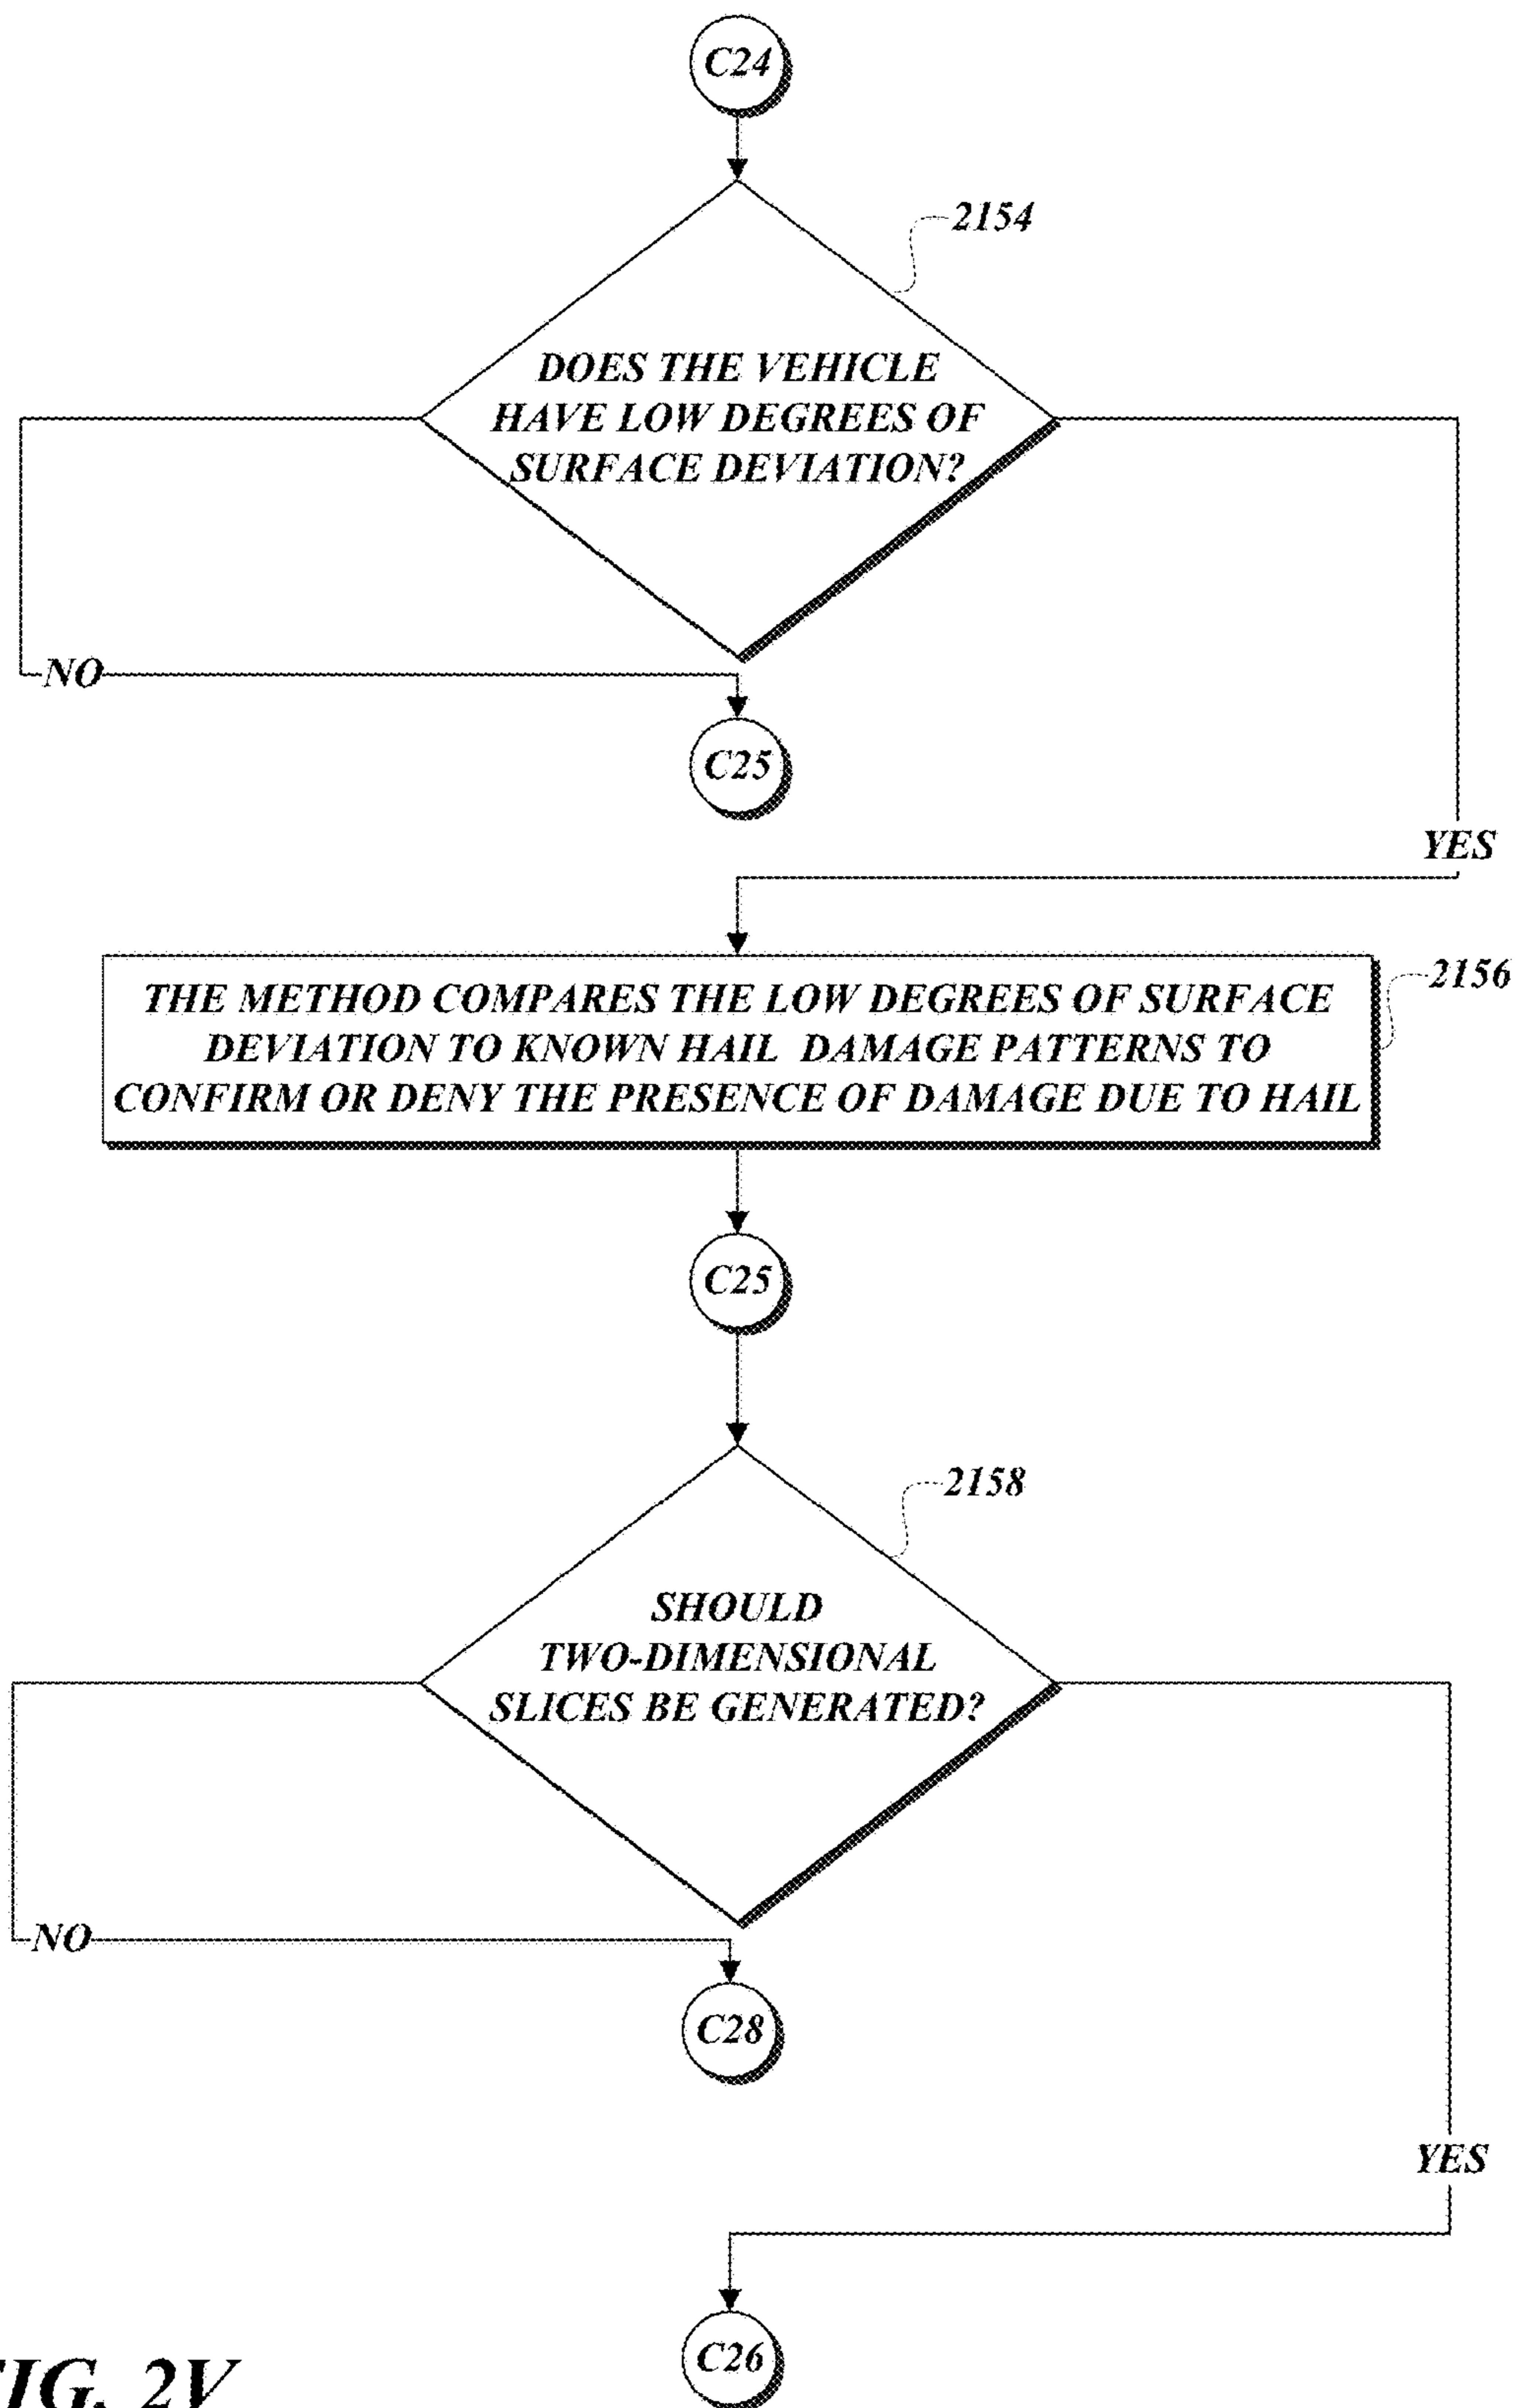 C24
2154
DOES THE VEHICLE
HAVE LOW DEGREES OF
SURFACE DEVIATION?
NO
C25
YES
2156
THE METHOD COMPARES THE LOW DEGREES OF SURFACE
DEVIATION TO KNOWN HAIL DAMAGE PATTERNS TO
CONFIRM OR DENY THE PRESENCE OF DAMAGE DUE TO HAIL
C25
2158
SHOULD
TWO-DIMENSIONAL
SLICES BE GENERATED?
NO
C28
YES
C26
FIG. 2V